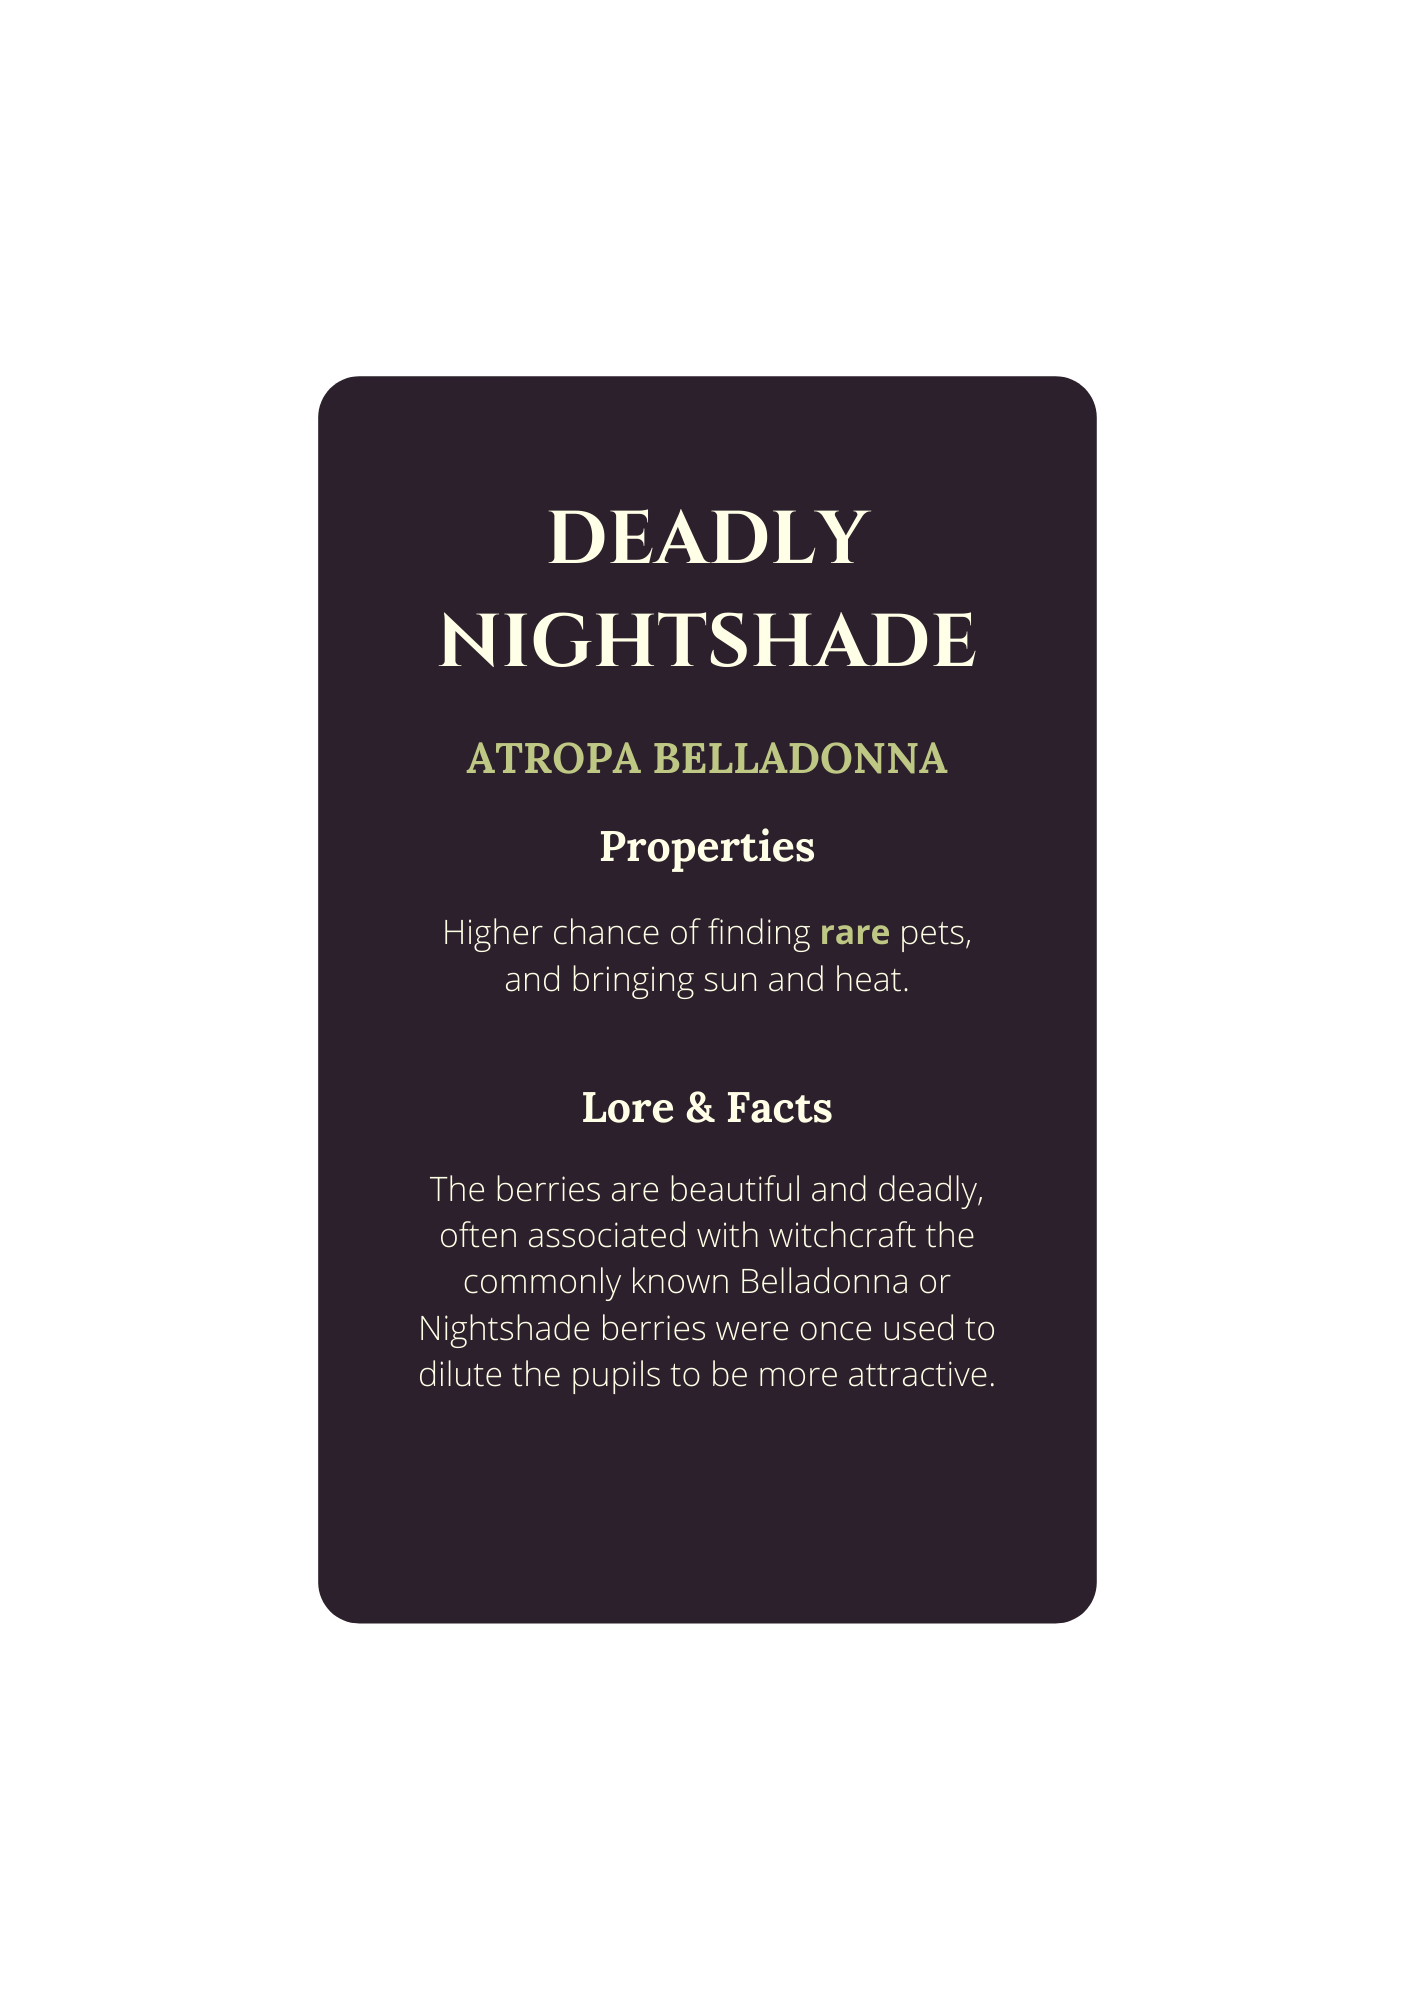 DEADLY
NIGHTSHADE
ATROPA BELLADONNA
Properties
Higher chance of finding rare pets,
and bringing sun and heat.
Lore & Facts
The berries are beautiful and deadly,
often associated with witchcraft the
commonly known Belladonna or
Nightshade berries were once used to
dilute the pupils to be more attractive.